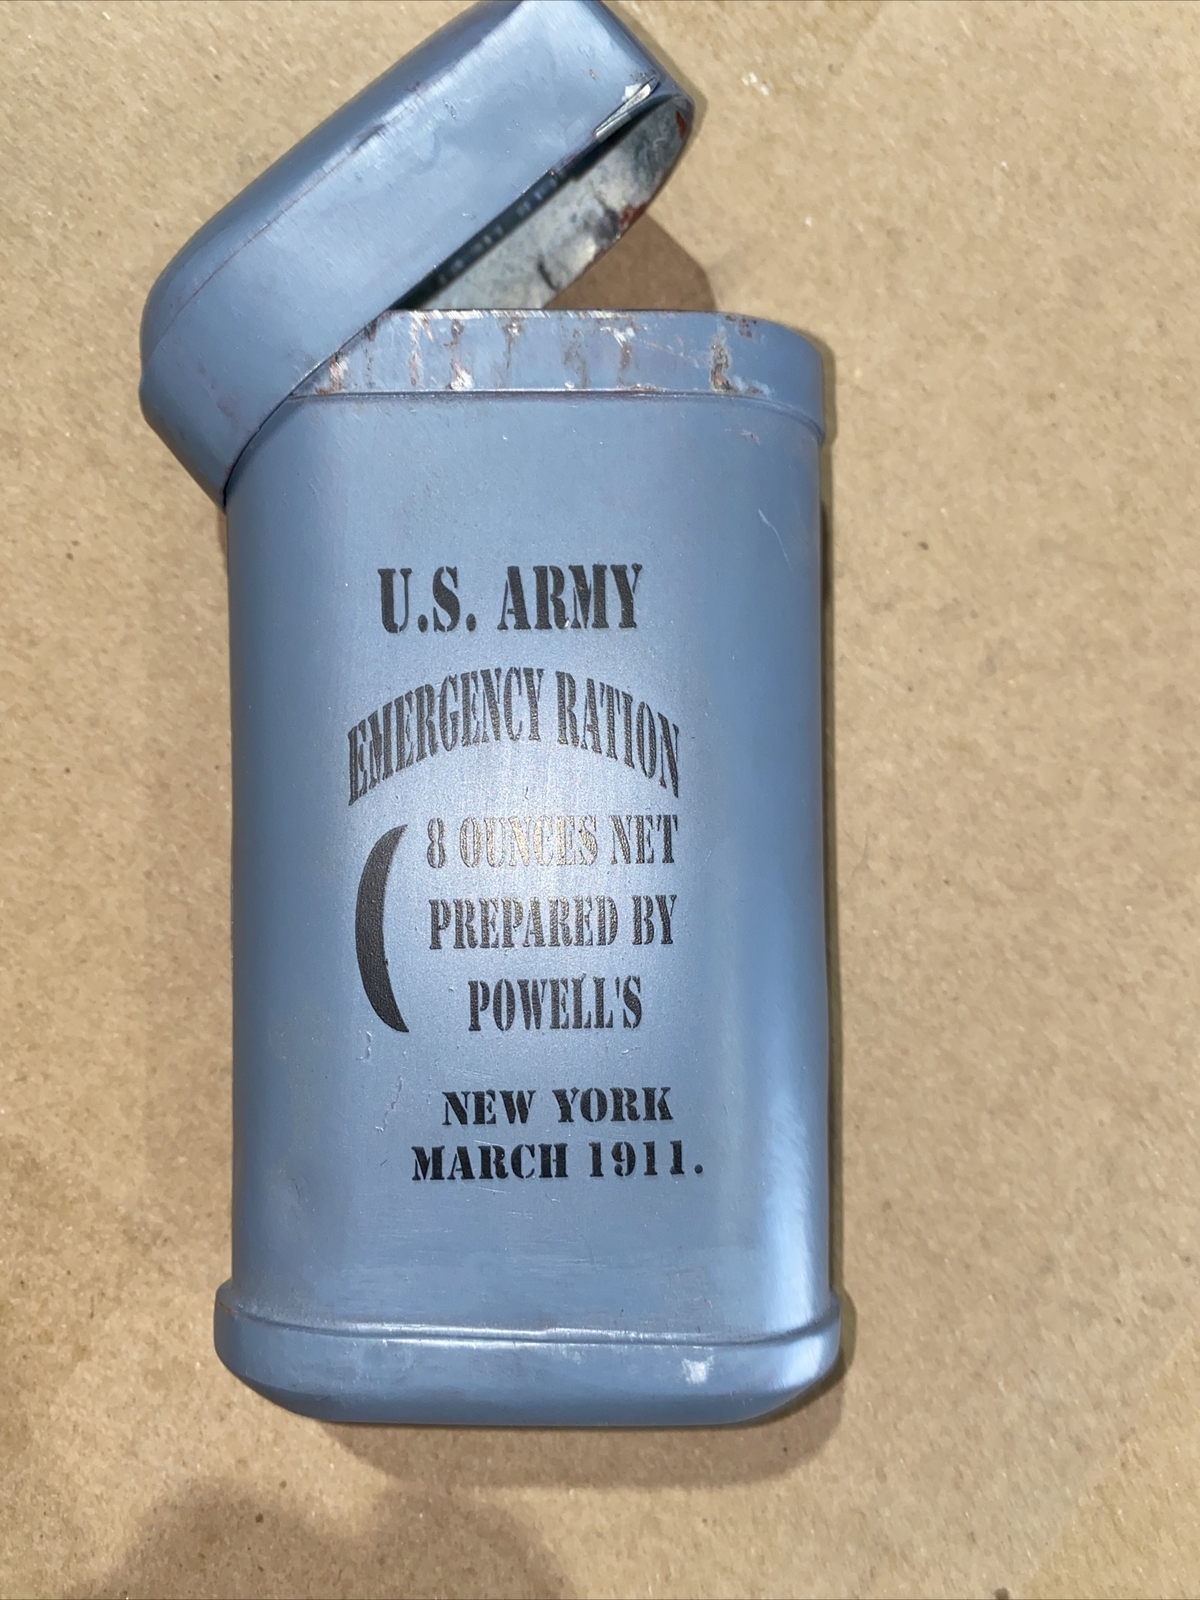 U.S. ARMY
EMERGENCY RATION
8 OUNCES NET
PREPARED BY
POWELL'S
NEW YORK
MARCH 1911.